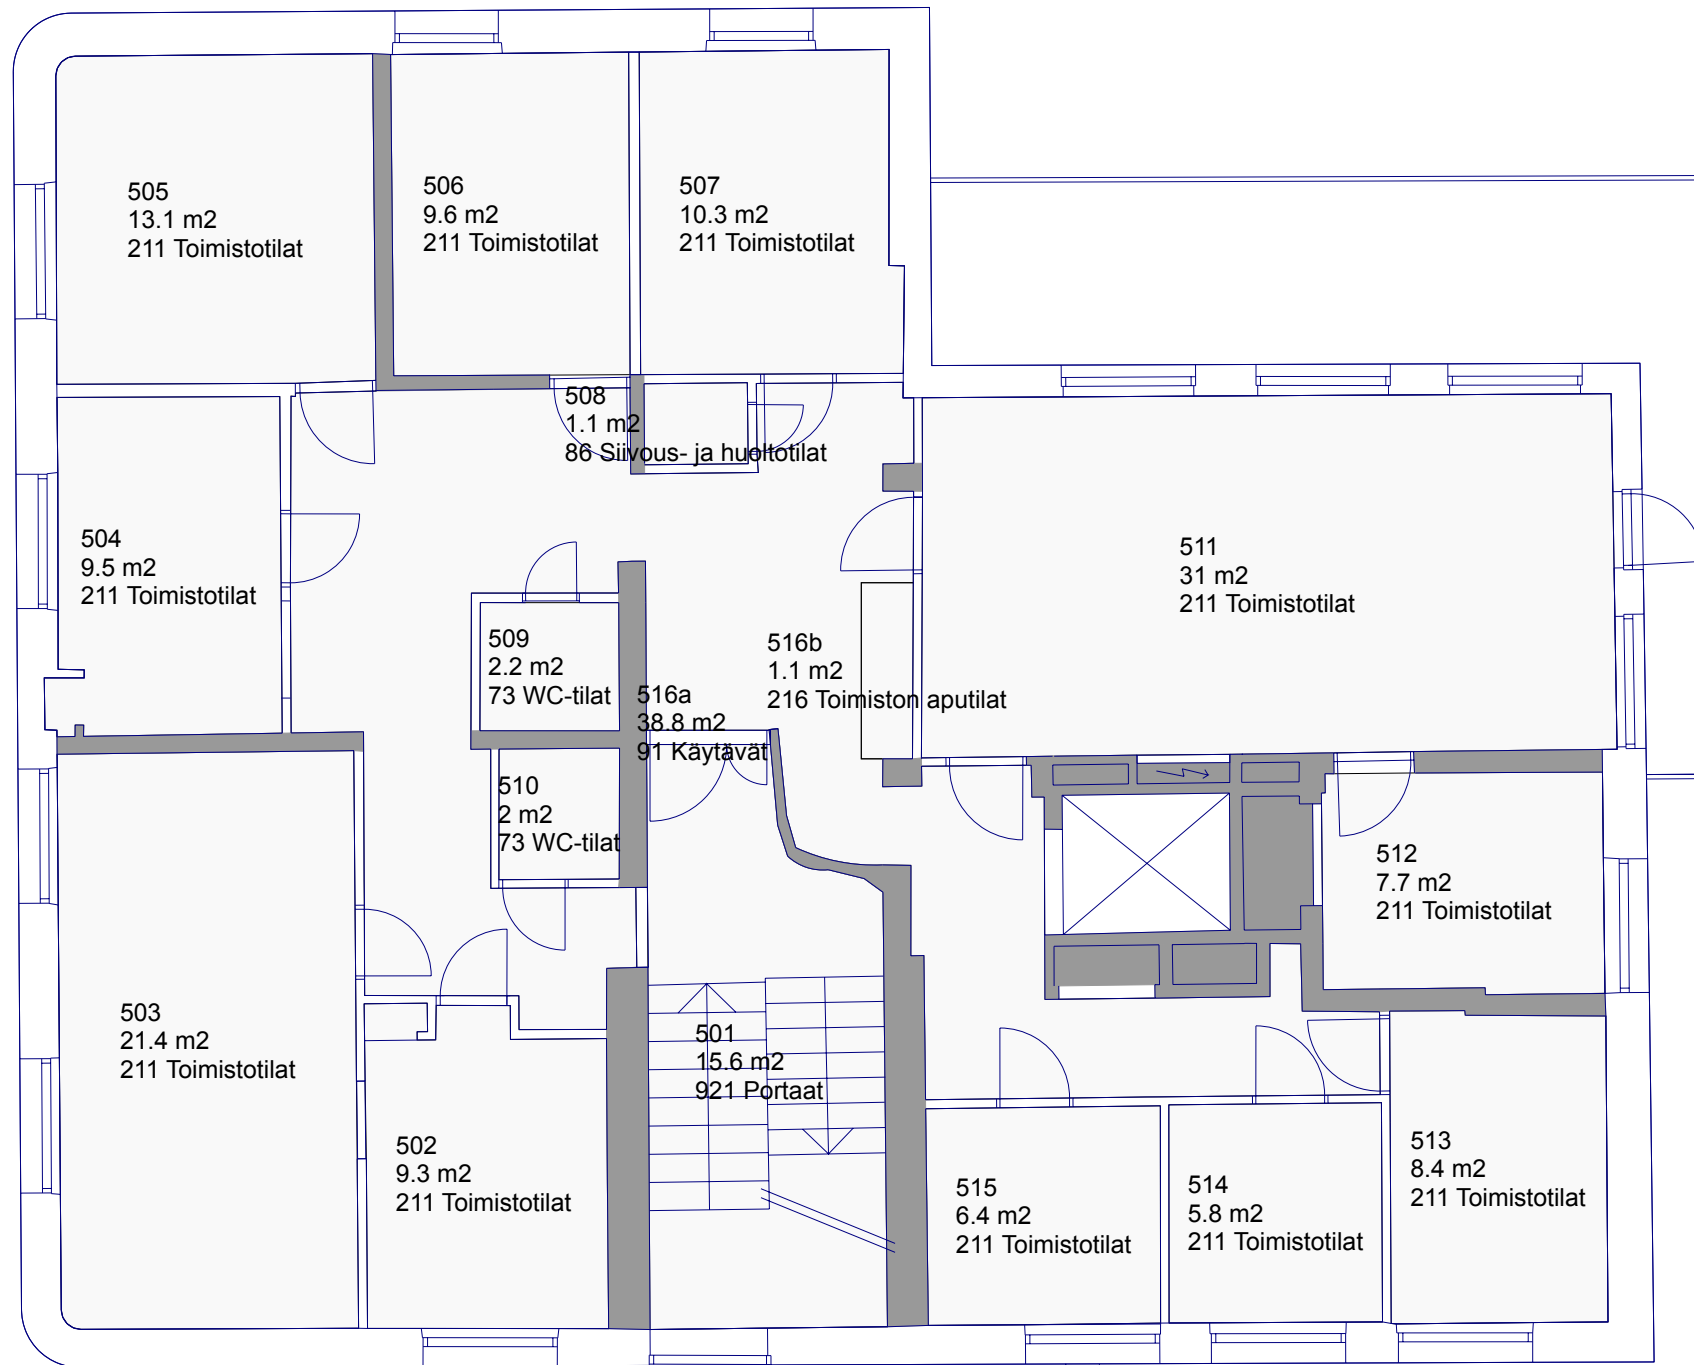 505
13.1 m2
211 Toimistotilat
506
9.6 m2
211 Toimistotilat
507
10.3 m2
211 Toimistotilat
508
1.1 m2
86 Siivous- ja huoltotilat
504
9.5 m2
211 Toimistotilat
511
31 m2
211 Toimistotilat
509
2.2 m2
73 WC-tilat
516a
38.8 m2
91 Käytävät
516b
1.1 m2
216 Toimiston aputilat
510
2 m2
73 WC-tilat
512
7.7 m2
211 Toimistotilat
503
21.4 m2
211 Toimistotilat
501
15.6 m2
921 Portaat
502
9.3 m2
211 Toimistotilat
515
6.4 m2
211 Toimistotilat
514
5.8 m2
211 Toimistotilat
513
8.4 m2
211 Toimistotilat